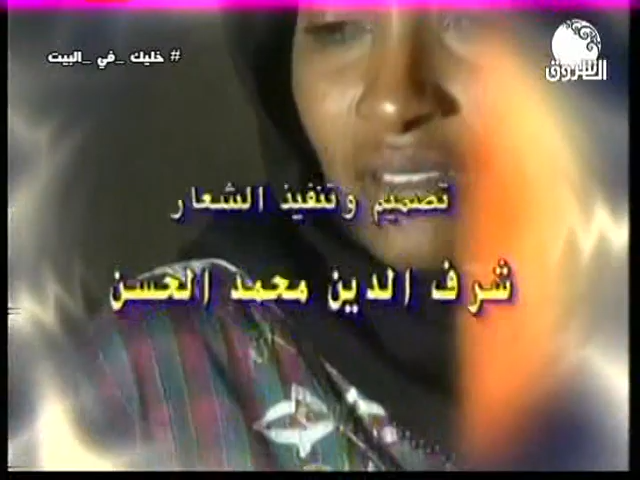 # خليك _في _البيت
الشروق
تصميم وتنفيذ الشعار
شرف الدين محمد الحسن